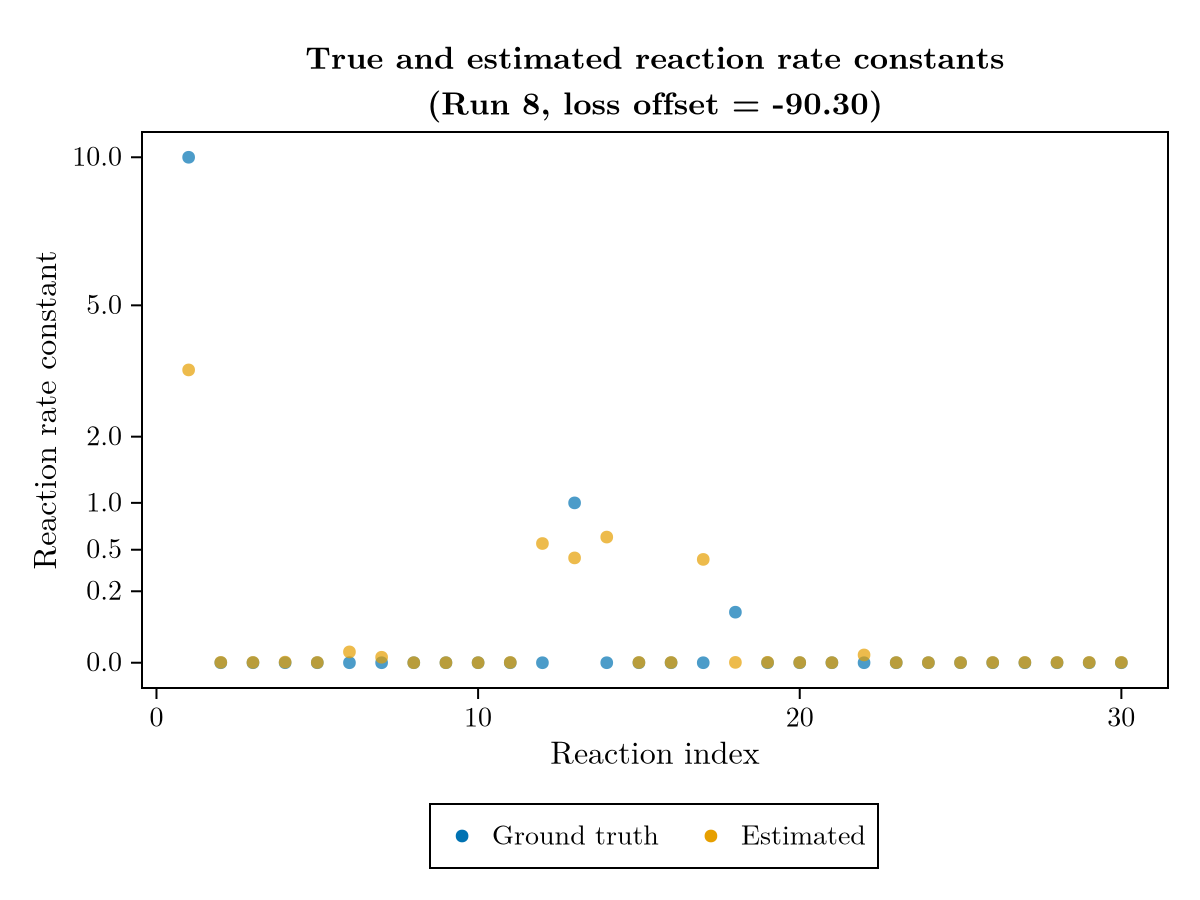 True and estimated reaction rate constants
(Run 8, loss offset = -90.30)
Reaction rate constant
10.0
5.0
2.0
1.0
0.5
0.2
0.0
0 10 20 30
Reaction index
Ground truth Estimated